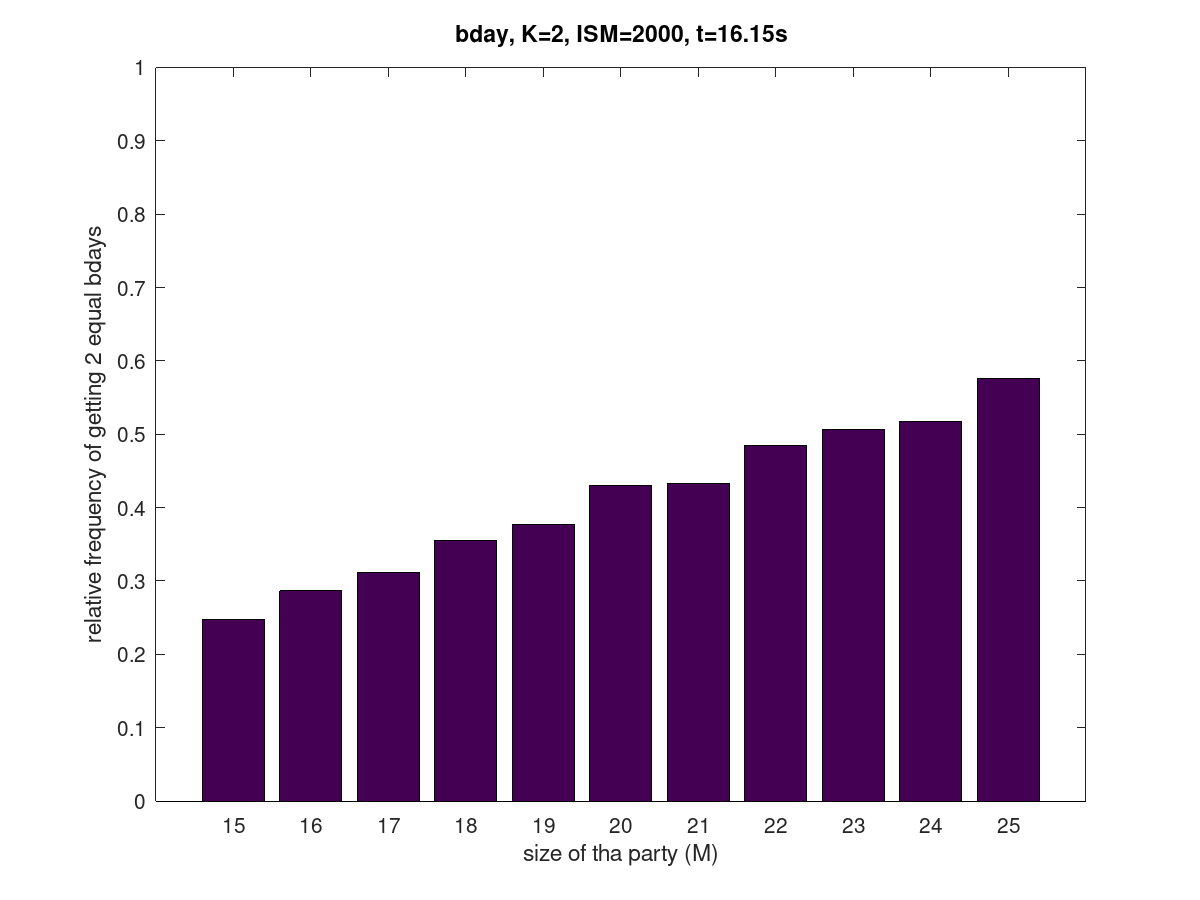 bday, K=2, ISM=2000, t=16.15s
1
0.9
0.8
0.7
0.6
0.5
0.4
0.3
0.2
0.1
0
relative frequency of getting 2 equal bdays
15 16 17 18 19 20 21 22 23 24 25
size of tha party (M)